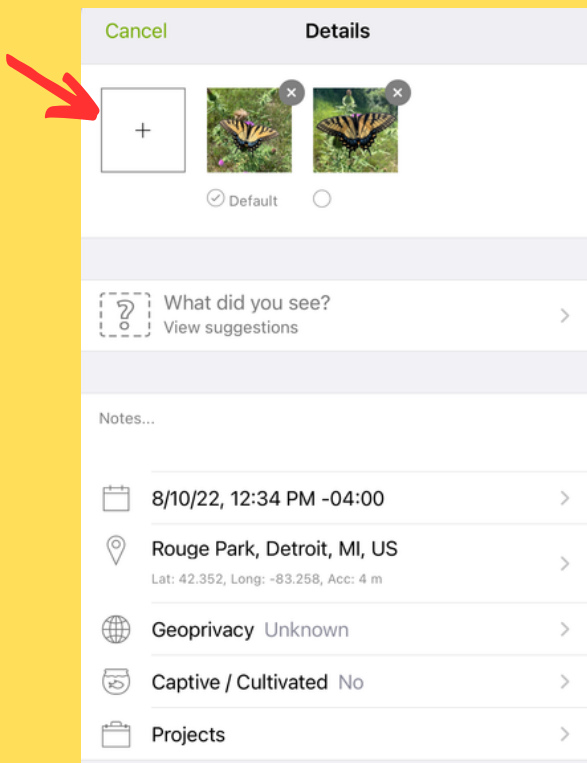 Cancel
Details
+
Default
What did you see?
View suggestions
Notes...
8/10/22, 12:34 PM -04:00
Rouge Park, Detroit, MI, US
Lat: 42.352, Long: -83.258, Acc: 4 m
Geoprivacy Unknown
Captive / Cultivated No
Projects